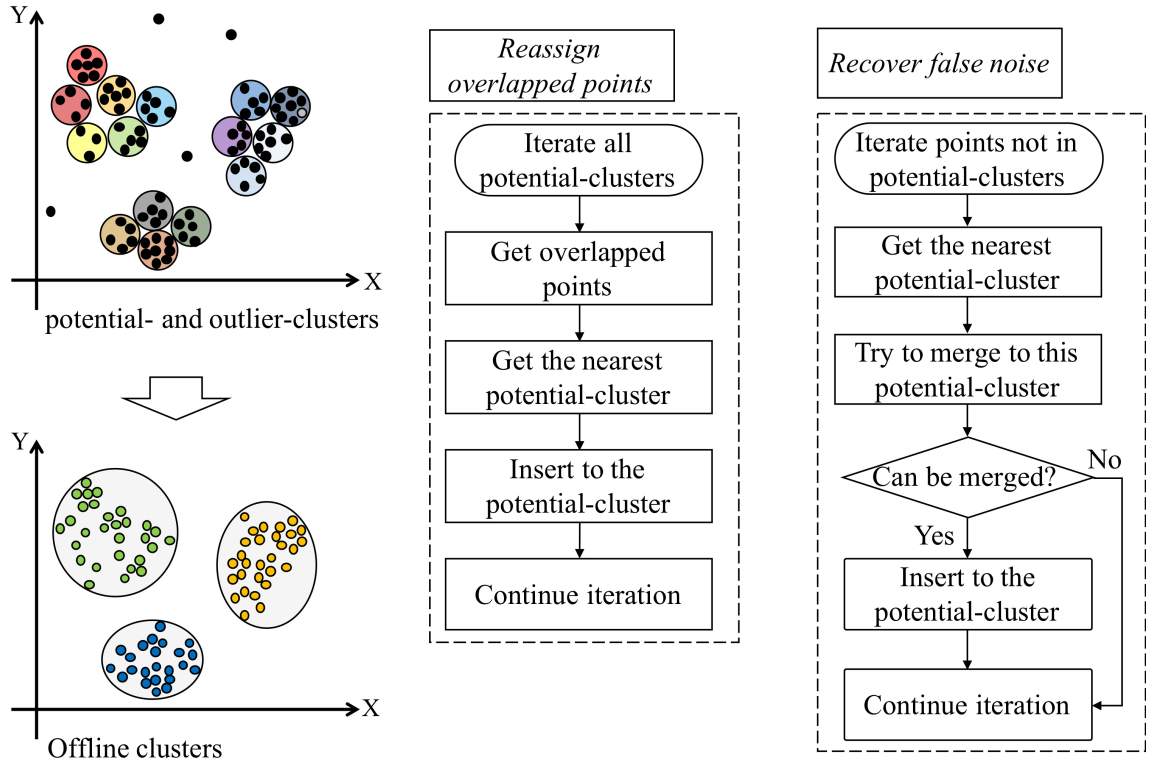 Y
X
potential- and outlier-clusters
Y
X
Offline clusters
Reassign
overlapped points
Iterate all
potential-clusters
Get overlapped
points
Get the nearest
potential-cluster
Insert to the
potential-cluster
Continue iteration
Recover false noise
Iterate points not in
potential-clusters
Get the nearest
potential-cluster
Try to merge to this
potential-cluster
Can be merged?
No
Yes
Insert to the
potential-cluster
Continue iteration